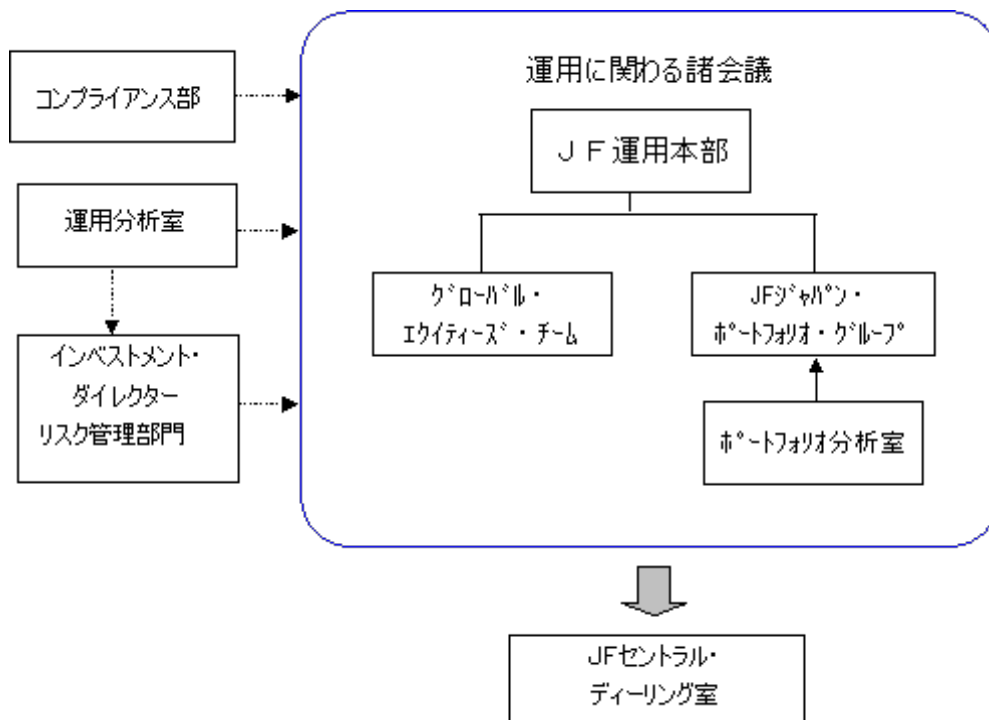 コンプライアンス部
運用分析室
インベストメント・
ダイレクター
リスク管理部門
運用に関わる諸会議
ＪＦ運用本部
ｸﾞﾛｰﾊﾞﾙ・
ｴｸｲﾃｨｰｽﾞ・ﾁｰﾑ
JFｼﾞｬﾊﾟﾝ・
ﾎﾟｰﾄﾌｫﾘｵ・ｸﾞﾙｰﾌﾟ
ﾎﾟｰﾄﾌｫﾘｵ分析室
JFセントラル・
ディーリング室